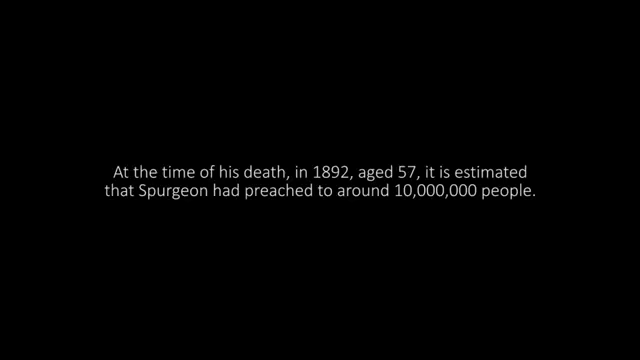 At the time of his death, in 1892, aged 57, it is estimated
that Spurgeon had preached to around 10,000,000 people.